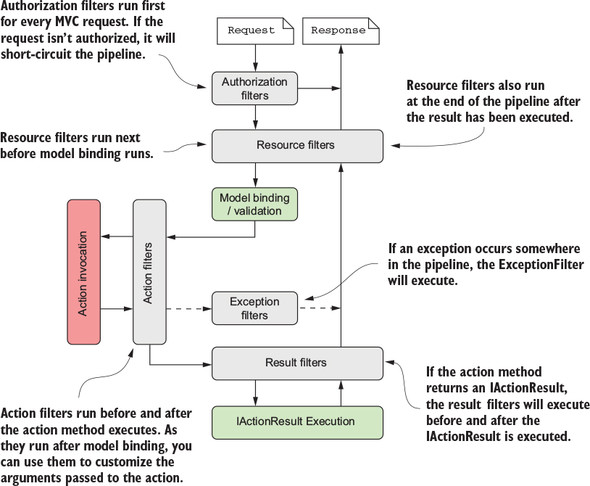 Authorization filters run first
for every MVC request. If the
request isn't authorized, it will
short-circuit the pipeline.
Request
Response
Authorization
filters
Resource filters also run
at the end of the pipeline after
the result has been executed.
Resource filters run next
before model binding runs.
Resource filters
Model binding
/ validation
Action invocation
Action filters
If an exception occurs somewhere
in the pipeline, the ExceptionFilter
will execute.
Exception
filters
Result filters
If the action method
returns an IActionResult,
the result filters will execute
before and after the
IActionResult is executed.
IActionResult Execution
Action filters run before and after
the action method executes. As
they run after model binding, you
can use them to customize the
arguments passed to the action.